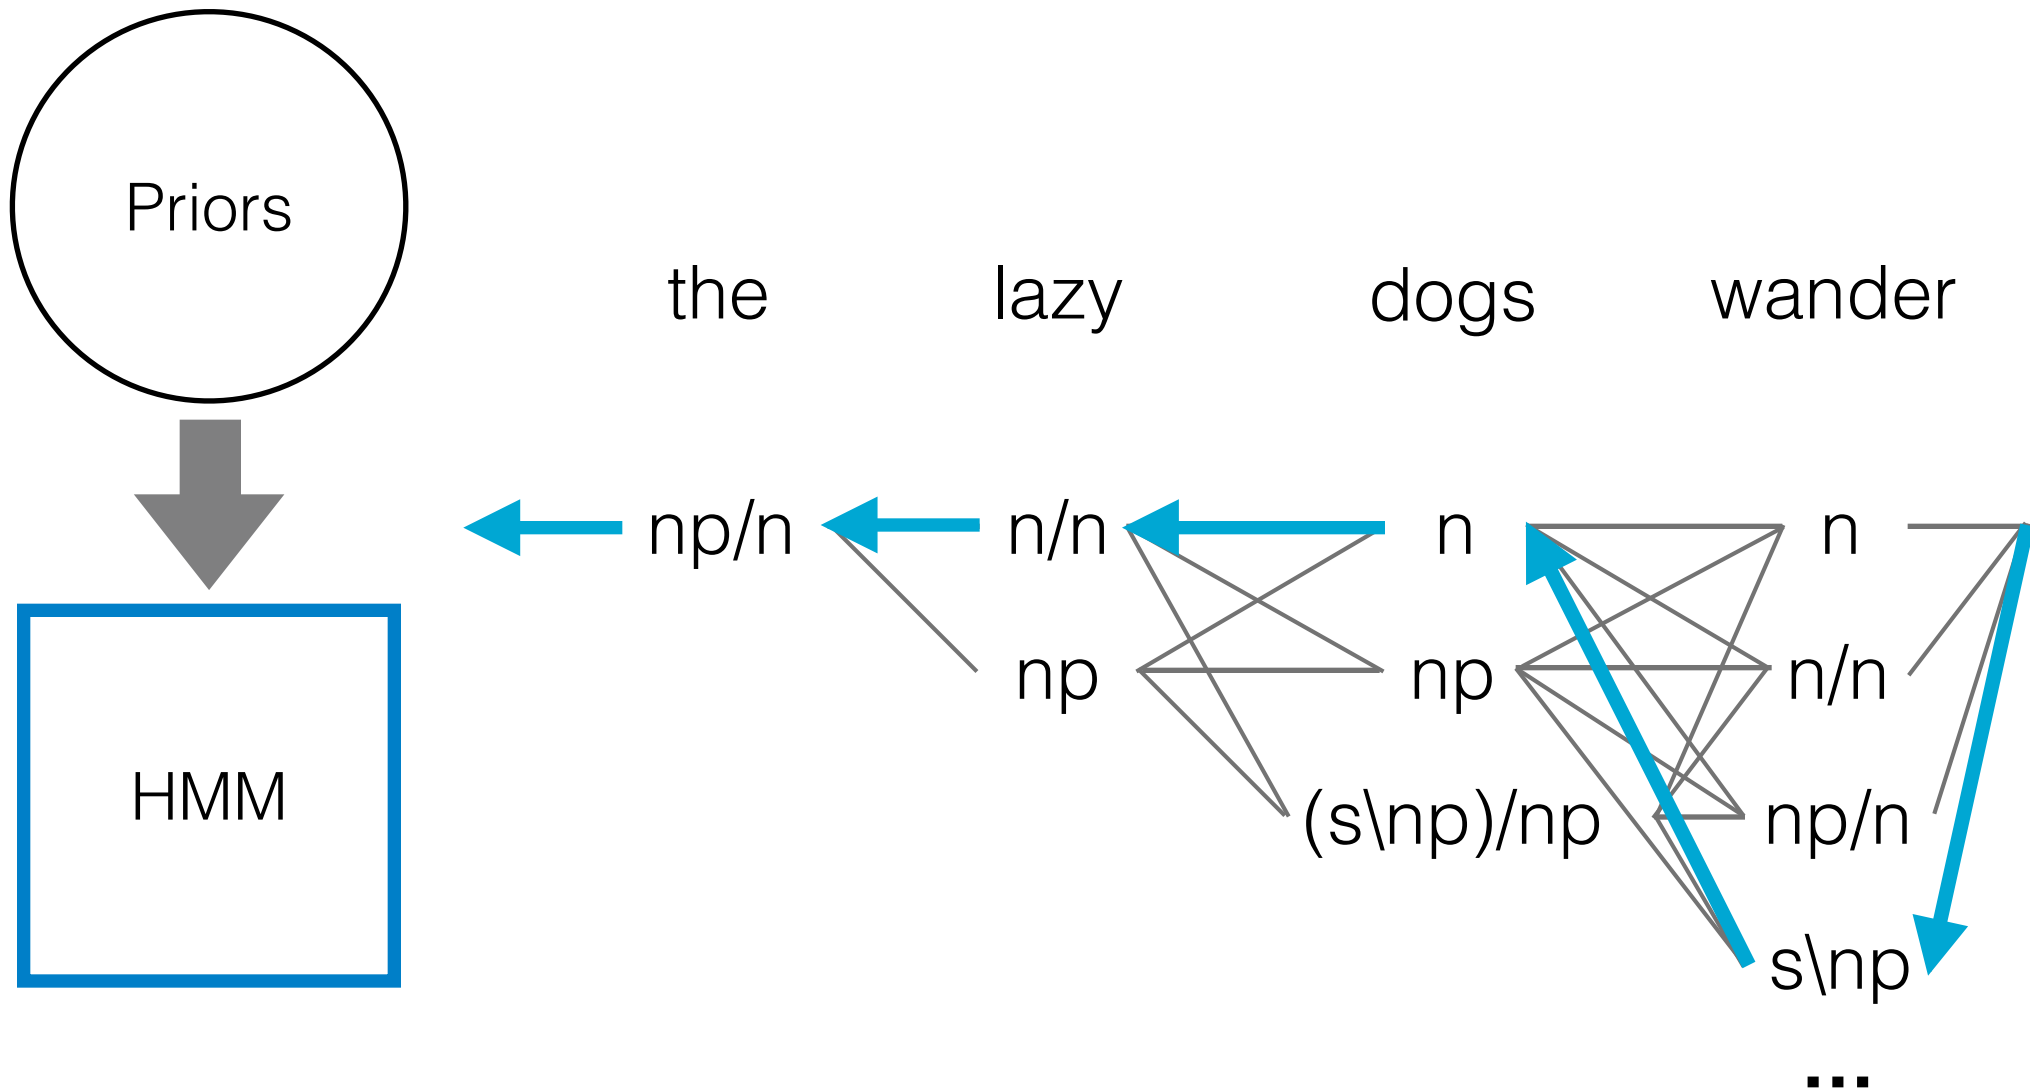 Priors
the lazy dogs wander
np/n n/n n n
np np n/n
HMM
(s\np)/np np/n
s\np
...